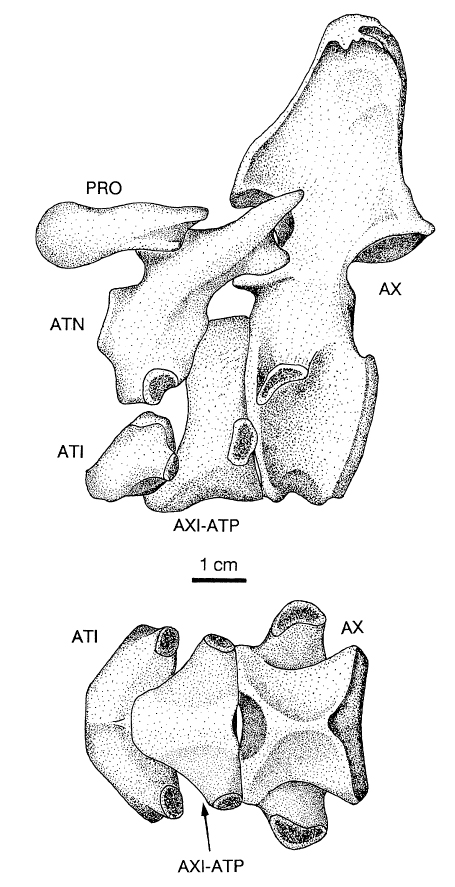 PRO
ATN
AX
ATI
AXI-ATP
1 cm
ATI
AX
AXI-ATP